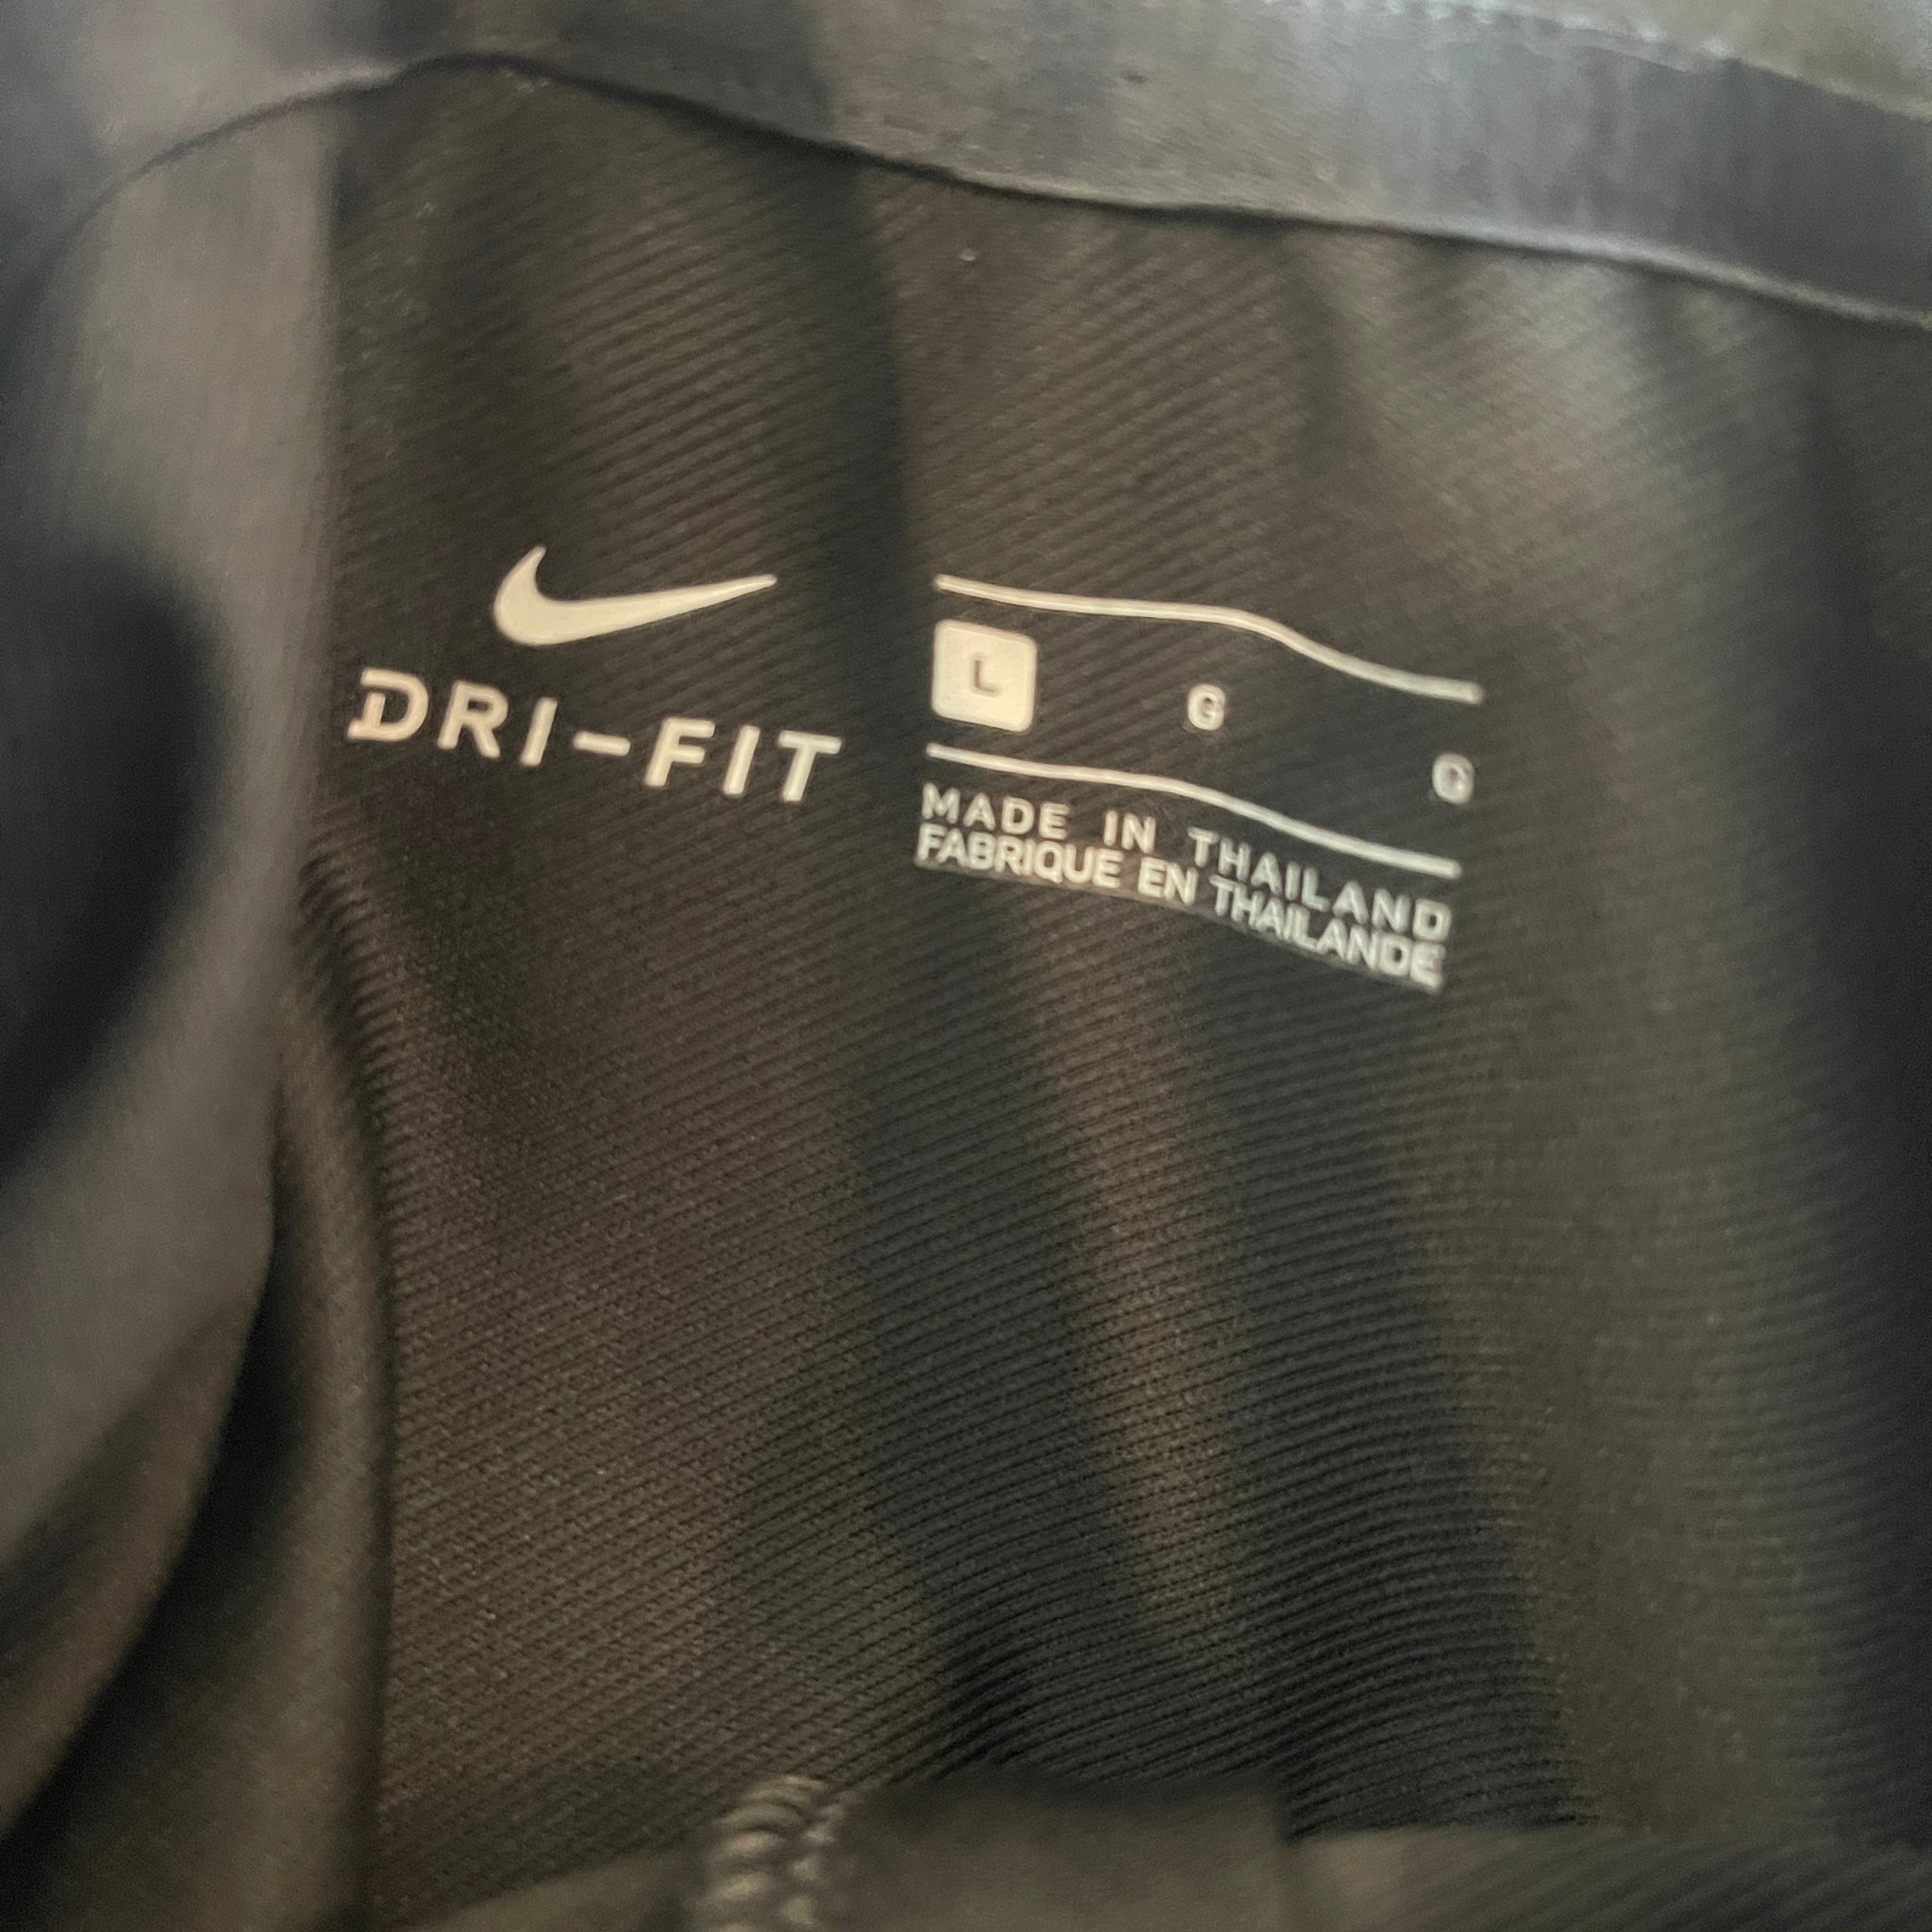 DRI-FIT
L G G
MADE IN THAILAND
FABRIQUE EN THAILANDE